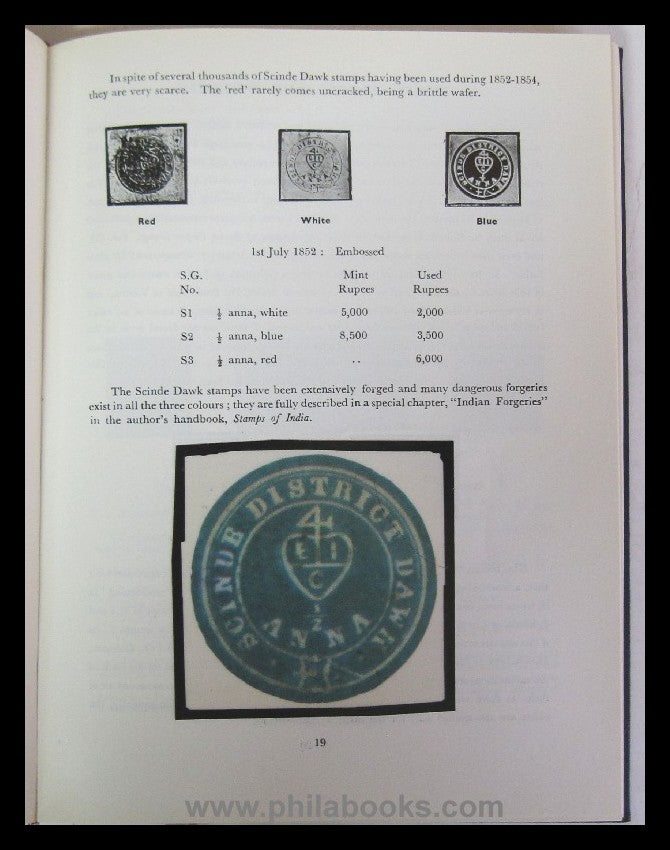 In spite of several thousands of Scinde Dawk stamps having been used during 1852-1854,
they are very scarce. The 'red' rarely comes uncracked, being a brittle wafer.
SCINDE DISTRICT DAWK
ANNA
Red White Blue
1st July 1852 : Embossed
S.G. Mint Used
No. Rupees Rupees
S1 ½ anna, white 5,000 2,000
S2 ½ anna, blue 8,500 3,500
S3 ½ anna, red .. 6,000
The Scinde Dawk stamps have been extensively forged and many dangerous forgeries
exist in all the three colours ; they are fully described in a special chapter, "Indian Forgeries"
in the author's handbook, Stamps of India.
SCINDE DISTRICT DAWK
4
E I
C
½
ANNA
19
www.philabooks.com